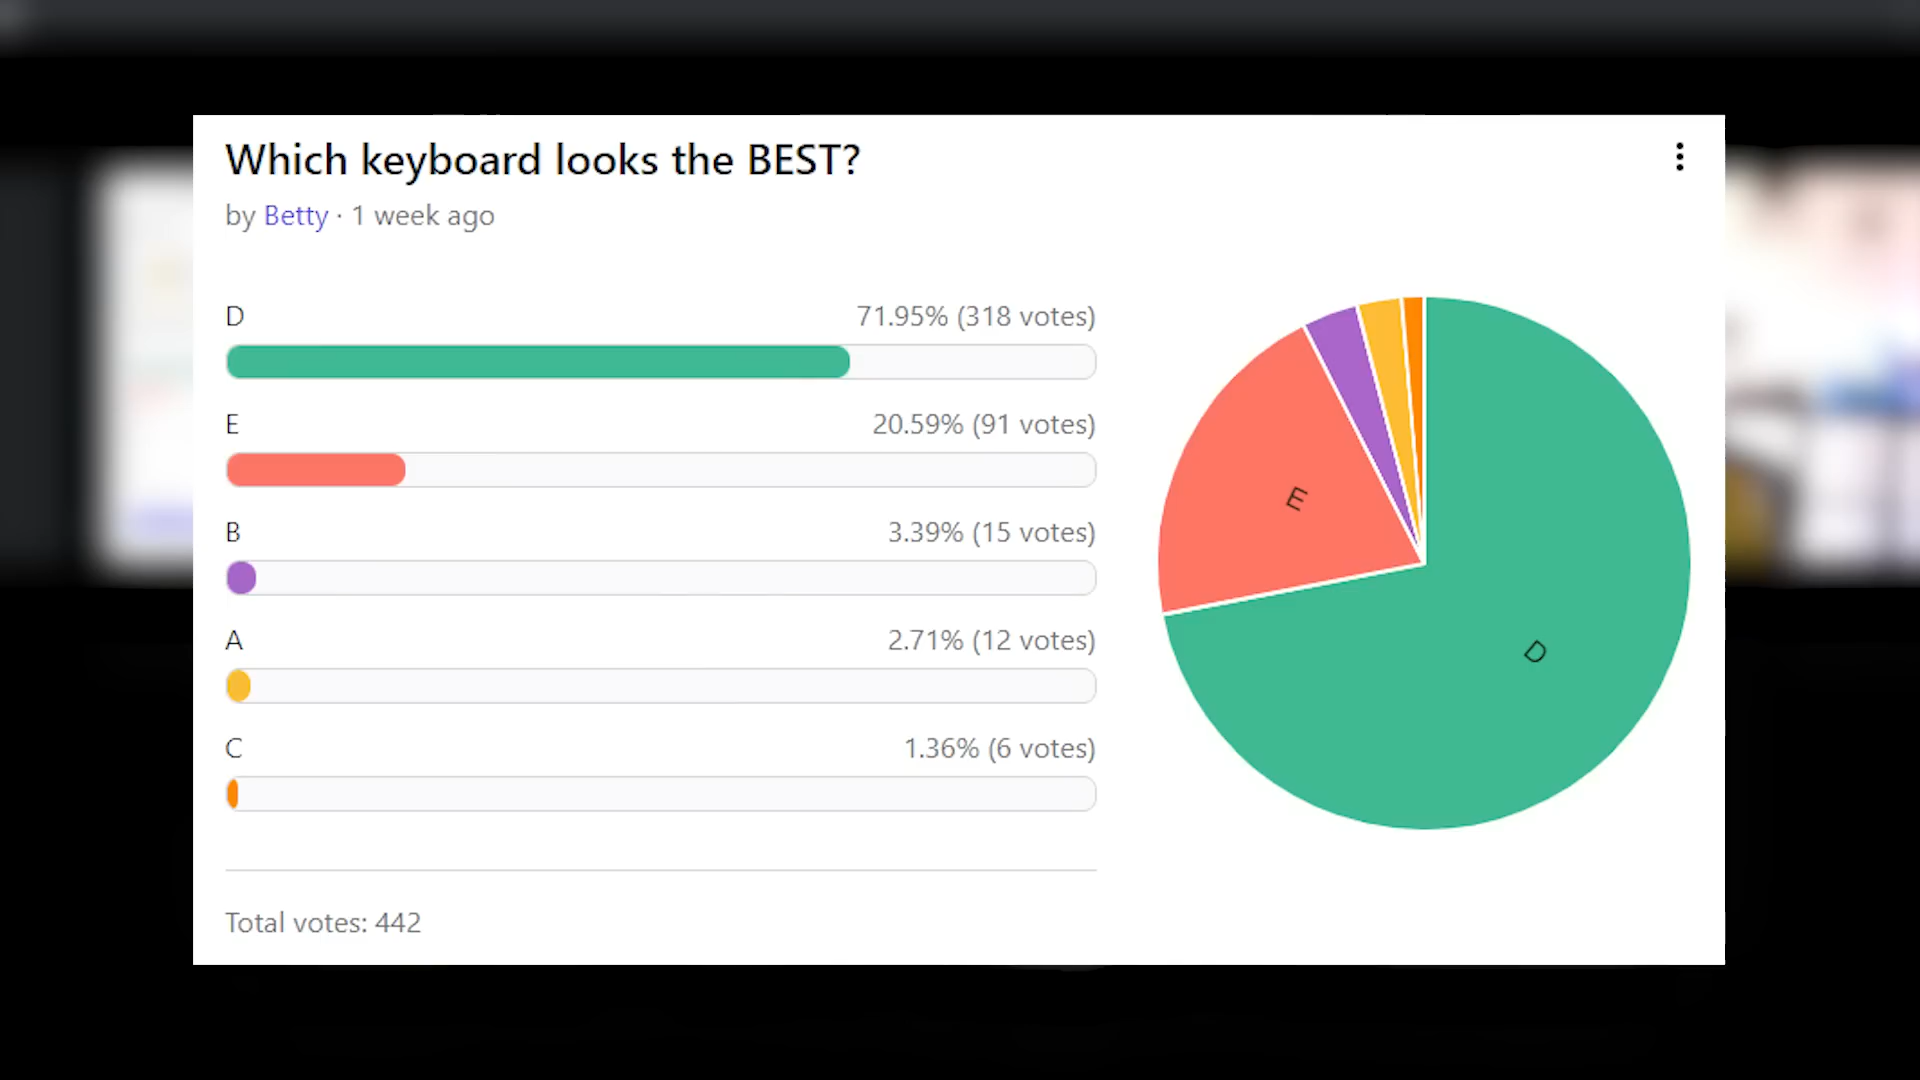 Which keyboard looks the BEST?
by Betty · 1 week ago
D 71.95% (318 votes)
E 20.59% (91 votes)
B 3.39% (15 votes)
A 2.71% (12 votes)
C 1.36% (6 votes)
Total votes: 442
E
D